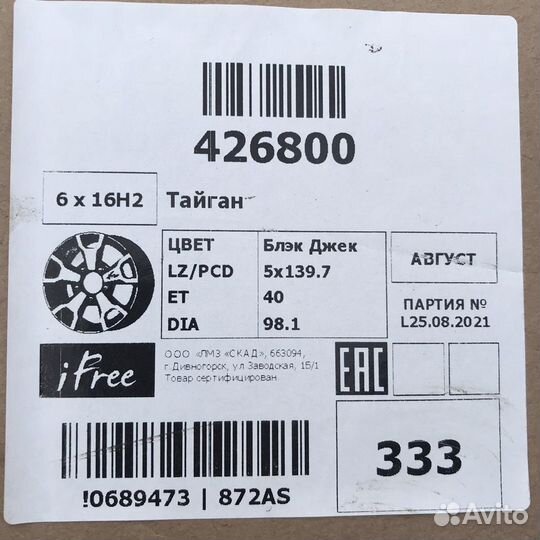 426800
6 x 16H2
Тайган
ЦВЕТ Блэк Джек
LZ/PCD 5x139.7
ET 40
DIA 98.1
АВГУСТ
ПАРТИЯ №
L25.08.2021
iFree
ООО «ЛМЗ «СКАД», 663094,
г. Дивногорск, ул.Заводская, 15/1
Товар сертифицирован
EAC
!0689473 | 872AS
333
Avito